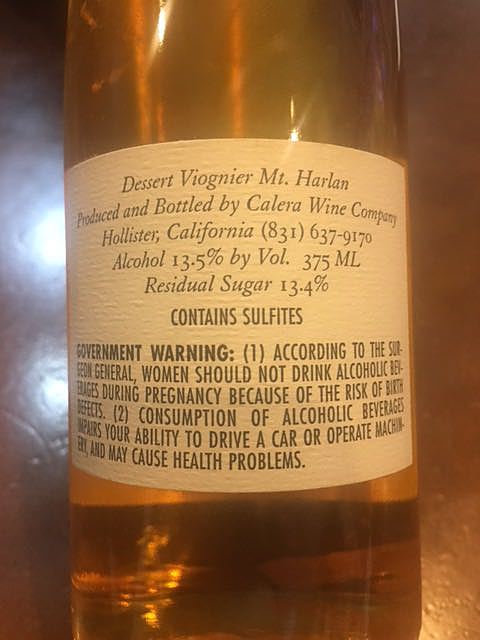 Dessert Viognier Mt. Harlan
Produced and Bottled by Calera Wine Company
Hollister, California (831) 637-9170
Alcohol 13.5% by Vol. 375 ML
Residual Sugar 13.4%
CONTAINS SULFITES
GOVERNMENT WARNING: (1) ACCORDING TO THE SUR-
GEON GENERAL, WOMEN SHOULD NOT DRINK ALCOHOLIC BEV-
ERAGES DURING PREGNANCY BECAUSE OF THE RISK OF BIRTH
DEFECTS. (2) CONSUMPTION OF ALCOHOLIC BEVERAGES
IMPAIRS YOUR ABILITY TO DRIVE A CAR OR OPERATE MACHIN-
ERY, AND MAY CAUSE HEALTH PROBLEMS.